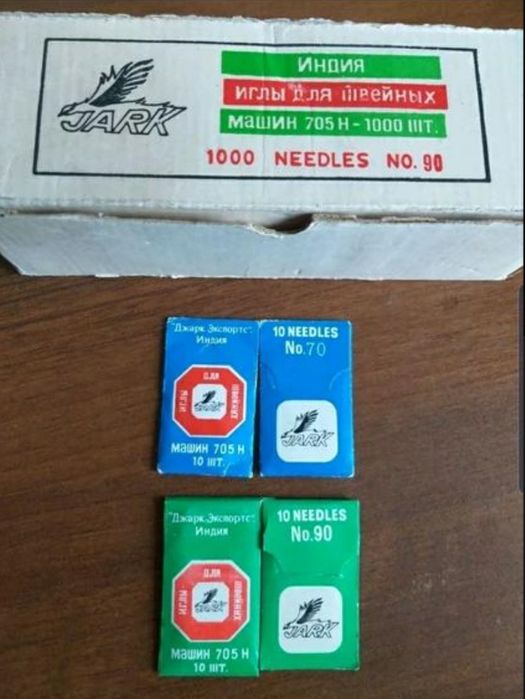 JARK
Индия
иглы для швейных
машин 705 Н - 1000 шт.
1000 NEEDLES NO. 90
"Джарк Экспортс"
Индия
иглы для швейных
JARK
машин 705 Н
10 шт.
10 NEEDLES
No.70
JARK
"Джарк Экспортс"
Индия
иглы для швейных
JARK
машин 705 Н
10 шт.
10 NEEDLES
No.90
JARK